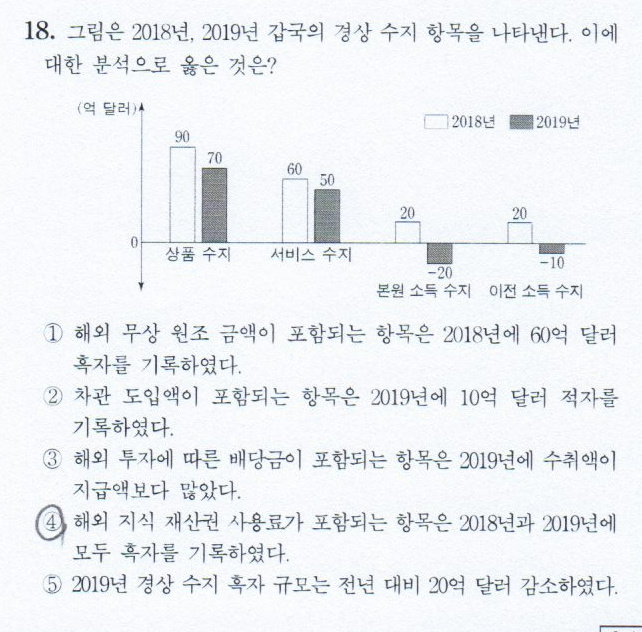 18. 그림은 2018년, 2019년 갑국의 경상 수지 항목을 나타낸다. 이에
대한 분석으로 옳은 것은?
(억 달러)
2018년 2019년
90
70
60
50
20
20
0
상품 수지 서비스 수지
-20
-10
본원 소득 수지 이전 소득 수지
① 해외 무상 원조 금액이 포함되는 항목은 2018년에 60억 달러
흑자를 기록하였다.
② 차관 도입액이 포함되는 항목은 2019년에 10억 달러 적자를
기록하였다.
③ 해외 투자에 따른 배당금이 포함되는 항목은 2019년에 수취액이
지급액보다 많았다.
④ 해외 지식 재산권 사용료가 포함되는 항목은 2018년과 2019년에
모두 흑자를 기록하였다.
⑤ 2019년 경상 수지 흑자 규모는 전년 대비 20억 달러 감소하였다.